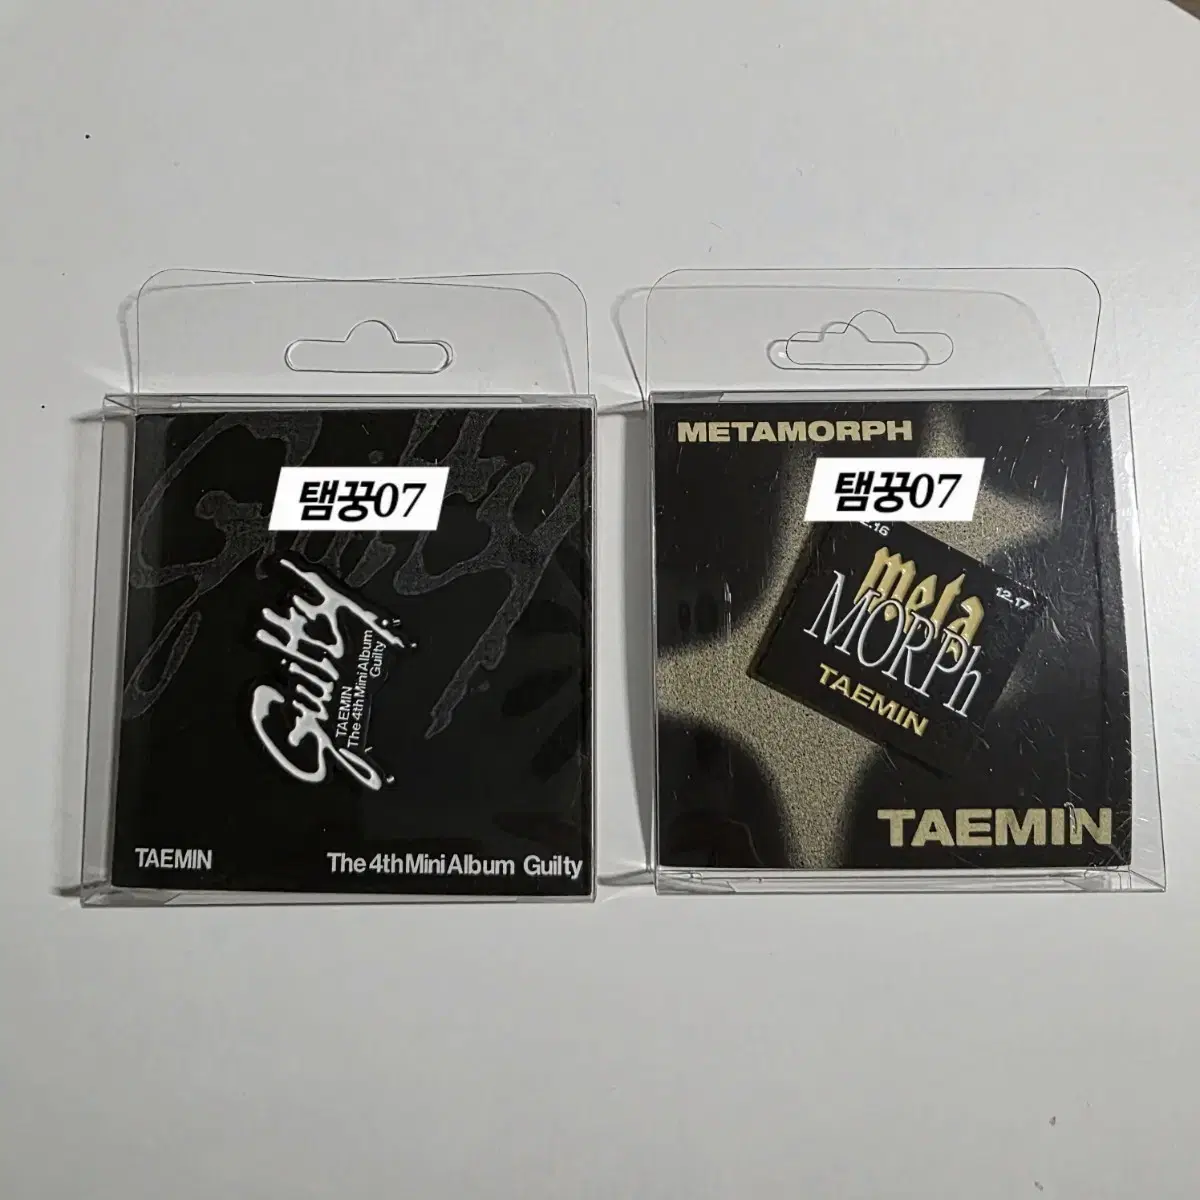 탬꿍07
Guilty
TAEMIN
The 4th Mini Album
Guilty
TAEMIN
The 4th Mini Album Guilty
METAMORPH
탬꿍07
12.17
meta
MORPh
TAEMIN
TAEMIN